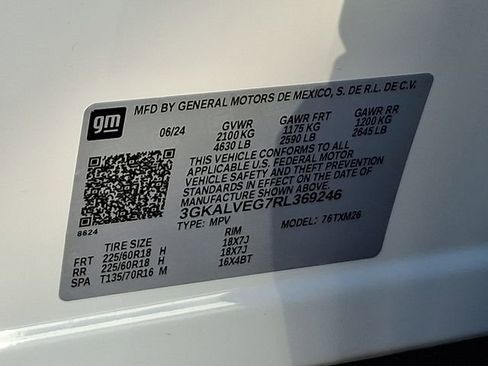 gm
MFD BY GENERAL MOTORS DE MEXICO, S. DE R.L. DE C.V.
06/24 GVWR GAWR FRT GAWR RR
2100 KG 1175 KG 1200 KG
4630 LB 2590 LB 2645 LB
THIS VEHICLE CONFORMS TO ALL
APPLICABLE U.S. FEDERAL MOTOR
VEHICLE SAFETY AND THEFT PREVENTION
STANDARDS IN EFFECT ON THE DATE OF
MANUFACTURE SHOWN ABOVE.
3GKALVEG7RL369246
8624 TYPE: MPV MODEL: 76TXM26
TIRE SIZE RIM
FRT 225/60R18 H 18X7J
RR 225/60R18 H 18X7J
SPA T135/70R16 M 16X4BT